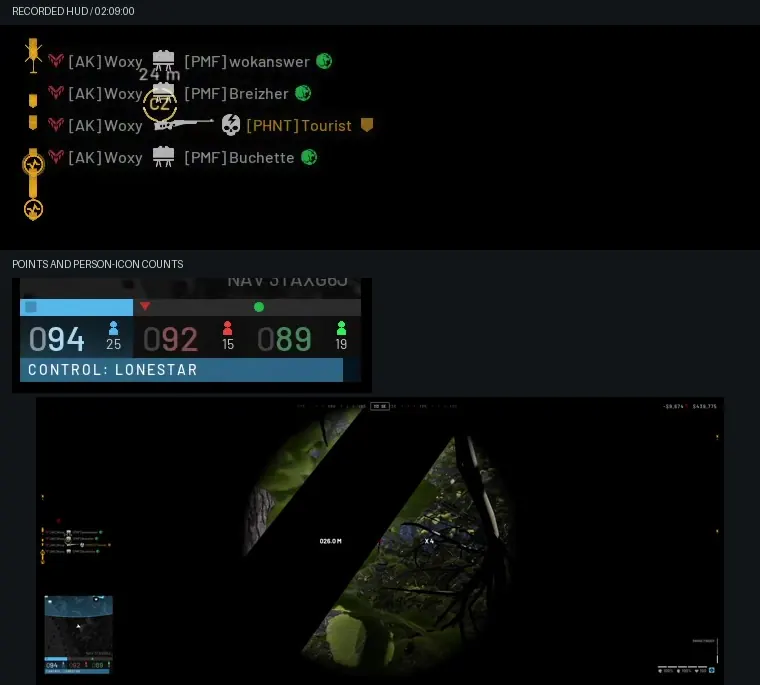 RECORDED HUD / 02:09:00
[AK] Woxy [PMF] wokanswer
24 m
[AK] Woxy [PMF] Breizher
CZ
[AK] Woxy [PHNT] Tourist
[AK] Woxy [PMF] Buchette
POINTS AND PERSON-ICON COUNTS
094 25 092 15 089 19
CONTROL: LONESTAR
026.0 M X4